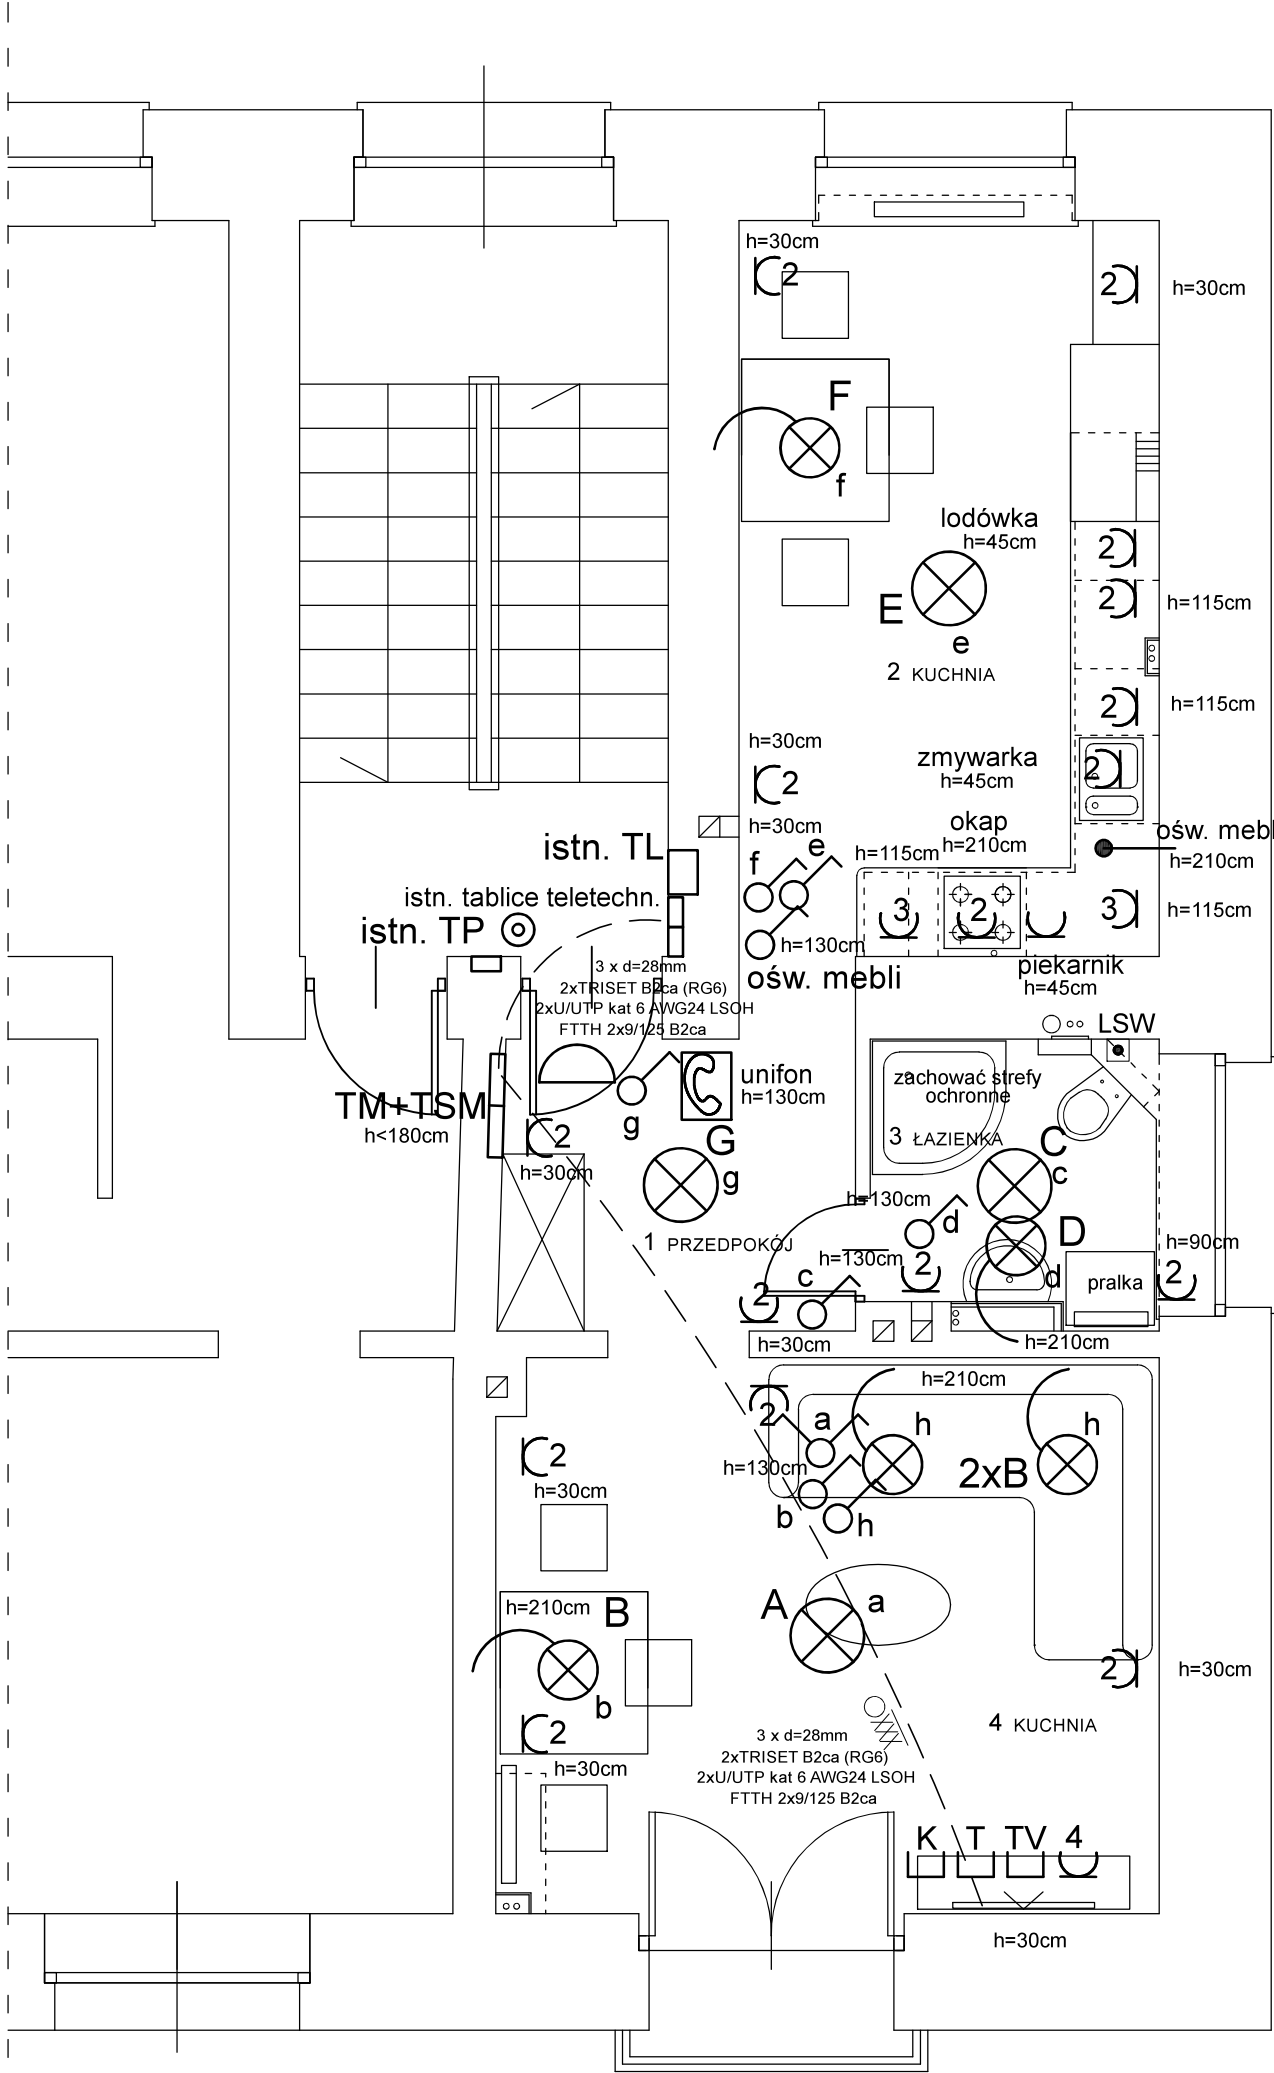 h=30cm
2
2
h=30cm
F
f
lodówka
h=45cm
2
E
2
h=115cm
e
2 KUCHNIA
2
h=115cm
h=30cm
zmywarka
h=45cm
2
2
h=30cm
okap
h=210cm
ośw. mebl
h=210cm
istn. TL
f
e
h=115cm
istn. tablice teletechn.
3
2
3
h=115cm
istn. TP
h=130cm
ośw. mebli
piekarnik
h=45cm
3 x d=28mm
2xTRISET B2ca (RG6)
2xU/UTP kat 6 AWG24 LSOH
FTTH 2x9/125 B2ca
LSW
unifon
h=130cm
zachować strefy
ochronne
TM+TSM
h<180cm
g
2
h=30cm
G
g
3 ŁAZIENKA
C
c
h=130cm
d
D
1 PRZEDPOKÓJ
h=130cm
h=90cm
2
d
pralka
2
c
2
h=30cm
h=210cm
h=210cm
2
a
h
h
2
h=130cm
2xB
h=30cm
b
h
h=210cm
B
A
a
2
h=30cm
b
2
4 KUCHNIA
h=30cm
3 x d=28mm
2xTRISET B2ca (RG6)
2xU/UTP kat 6 AWG24 LSOH
FTTH 2x9/125 B2ca
K T TV 4
h=30cm